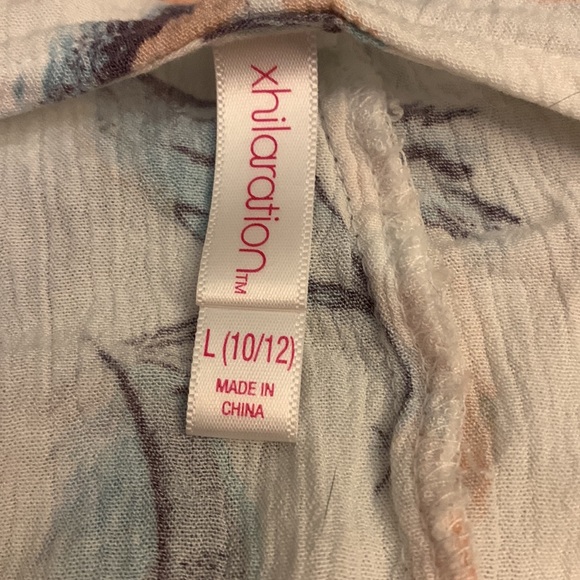 xhilaration™
L (10/12)
MADE IN
CHINA